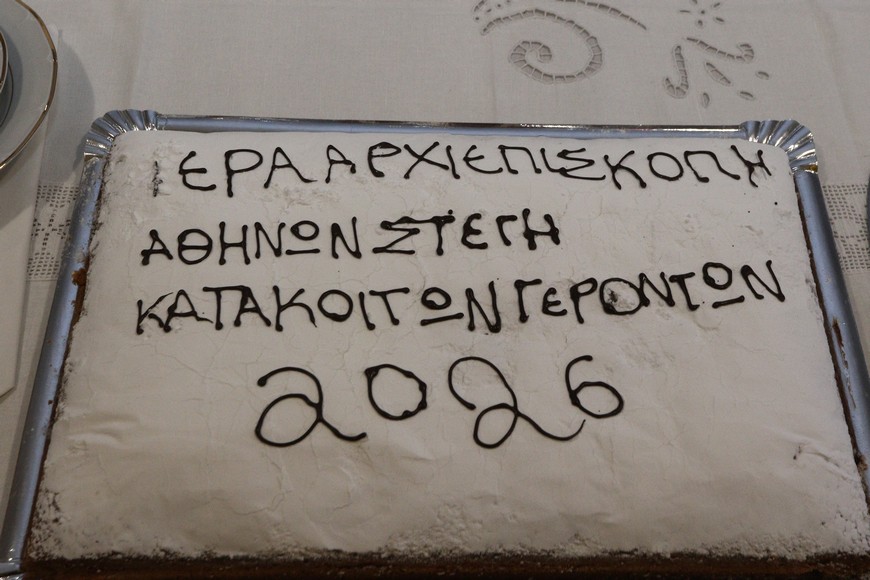 ΙΕΡΑ ΑΡΧΙΕΠΙΣΚΟΠΗ
ΑΘΗΝΩΝ ΣΤΕΓΗ
ΚΑΤΑΚΟΙΤΩΝ ΓΕΡΟΝΤΩΝ
2026